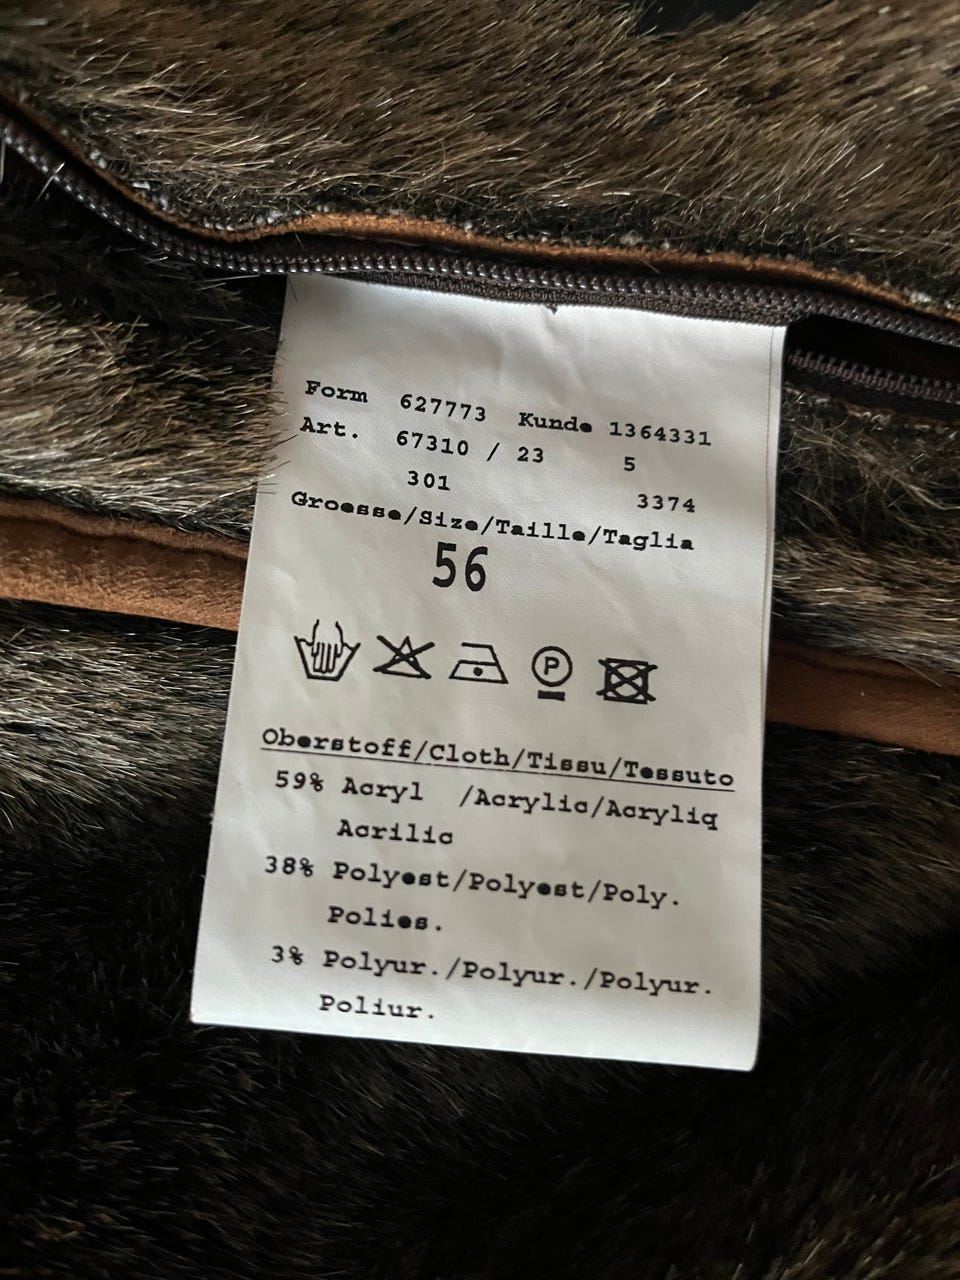 Form 627773 Kunde 1364331
Art. 67310 / 23 5
301 3374
Groesse/Size/Taille/Taglia
56
P
Oberstoff/Cloth/Tissu/Tessuto
59% Acryl /Acrylic/Acryliq
Acrilic
38% Polyest/Polyest/Poly.
Polies.
3% Polyur./Polyur./Polyur.
Poliur.